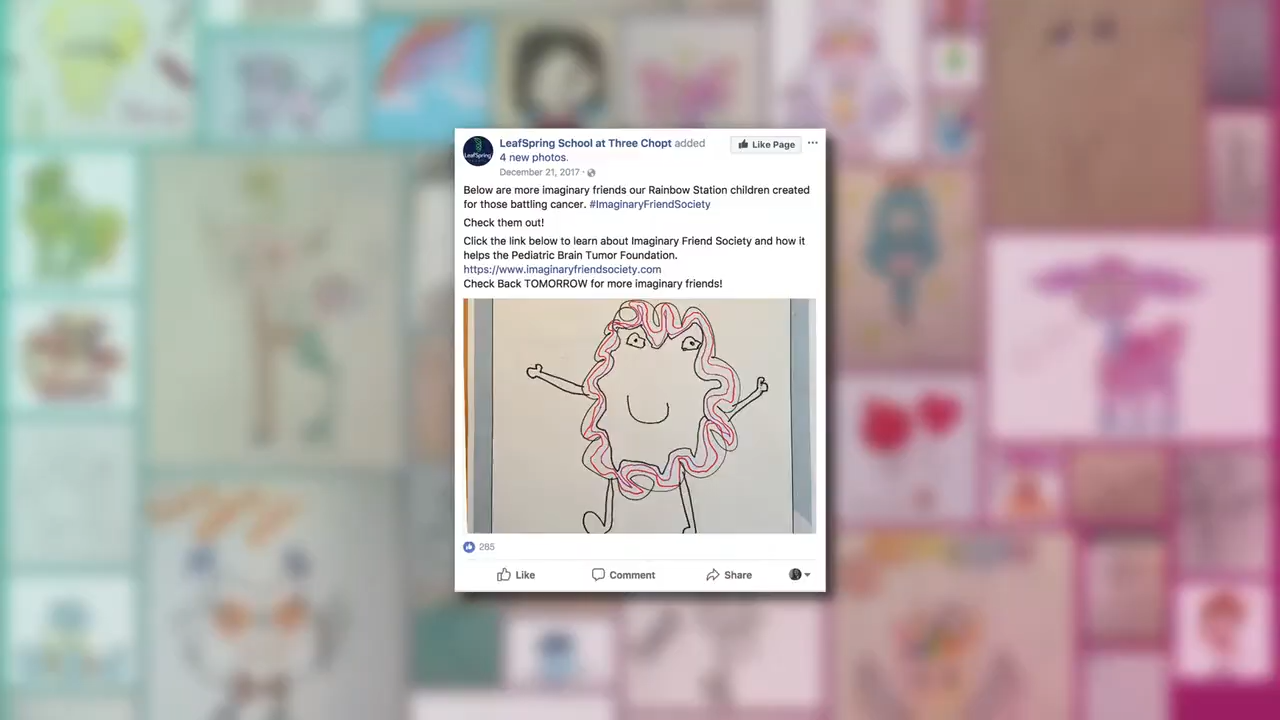 LeafSpring School at Three Chopt added
4 new photos.
December 21, 2017 ·
Like Page
LeafSpring
Below are more imaginary friends our Rainbow Station children created
for those battling cancer. #ImaginaryFriendSociety
Check them out!
Click the link below to learn about Imaginary Friend Society and how it
helps the Pediatric Brain Tumor Foundation.
https://www.imaginaryfriendsociety.com
Check Back TOMORROW for more imaginary friends!
285
Like
Comment
Share